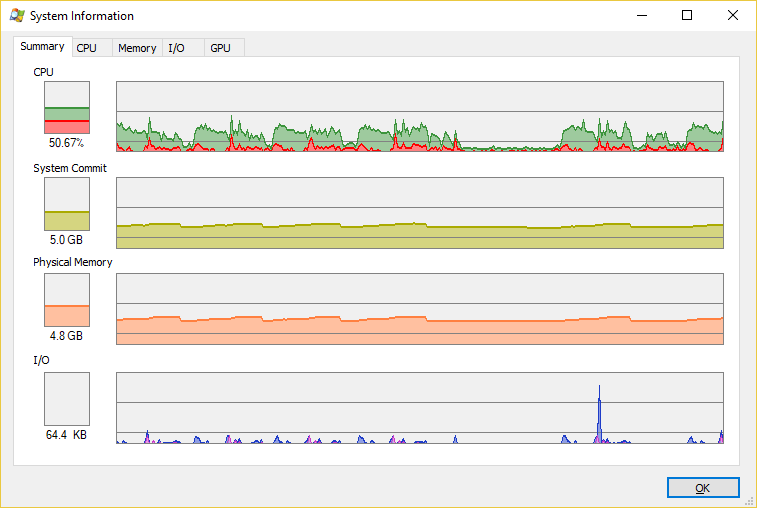 System Information
Summary CPU Memory I/O GPU
CPU
50.67%
System Commit
5.0 GB
Physical Memory
4.8 GB
I/O
64.4 KB
OK